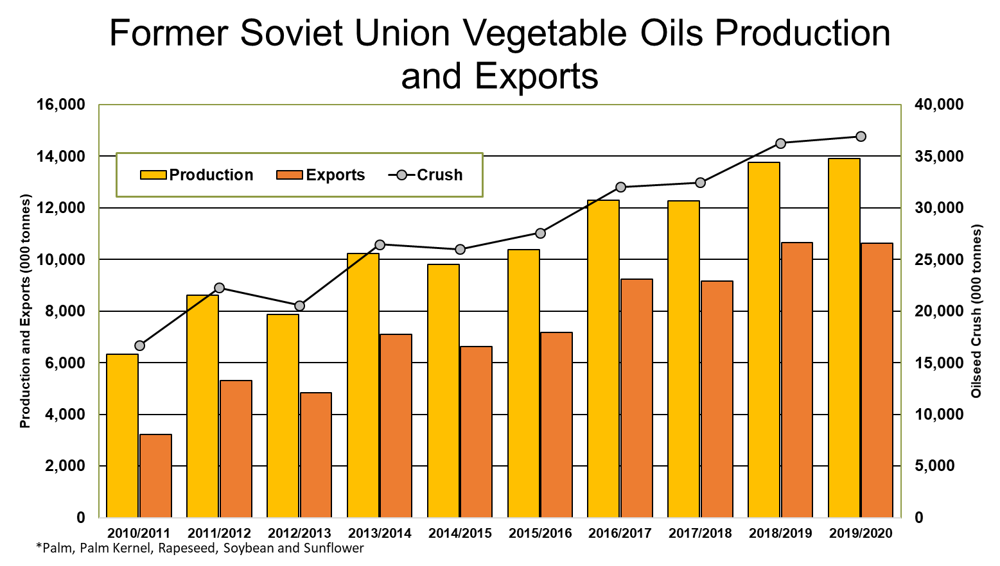 Former Soviet Union Vegetable Oils Production
and Exports
16,000
14,000
12,000
10,000
8,000
6,000
4,000
2,000
0
Production and Exports (000 tonnes)
Production Exports Crush
40,000
35,000
30,000
25,000
20,000
15,000
10,000
5,000
0
Oilseed Crush (000 tonnes)
2010/2011 2011/2012 2012/2013 2013/2014 2014/2015 2015/2016 2016/2017 2017/2018 2018/2019 2019/2020
*Palm, Palm Kernel, Rapeseed, Soybean and Sunflower